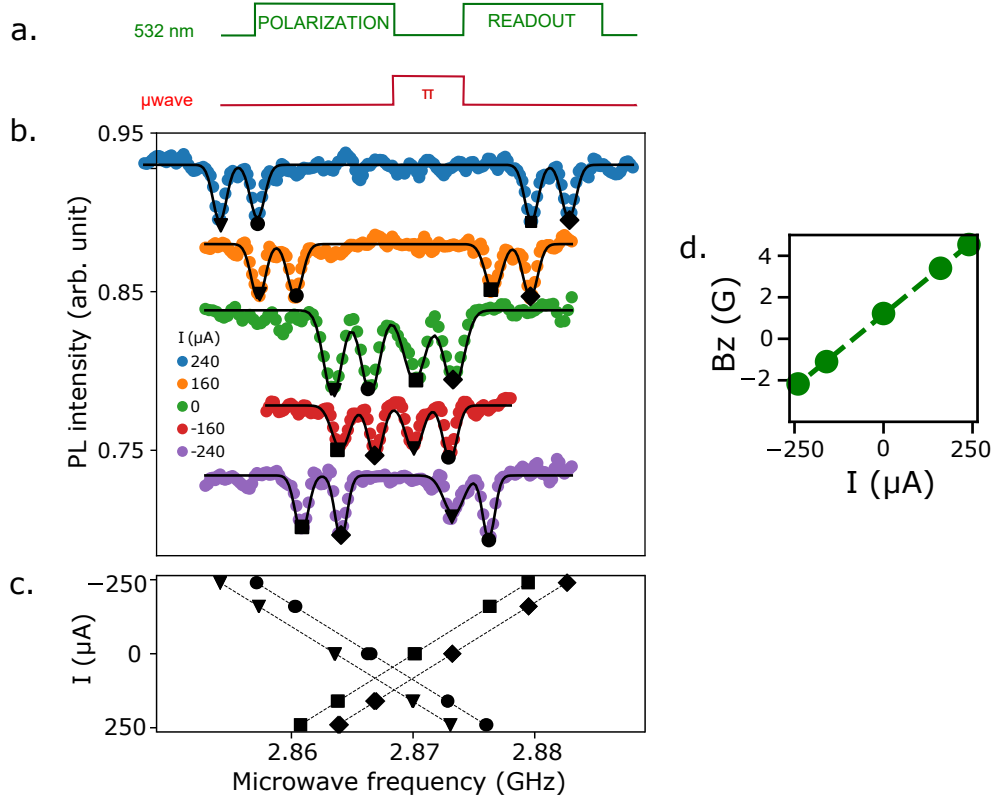 a.
532 nm
POLARIZATION
READOUT
μwave
π
b.
0.95
0.85
0.75
PL intensity (arb. unit)
I (μA)
240
160
0
-160
-240
c.
−250
0
250
I (μA)
2.86
2.87
2.88
Microwave frequency (GHz)
d.
4
2
0
−2
Bz (G)
−250
0
250
I (μA)